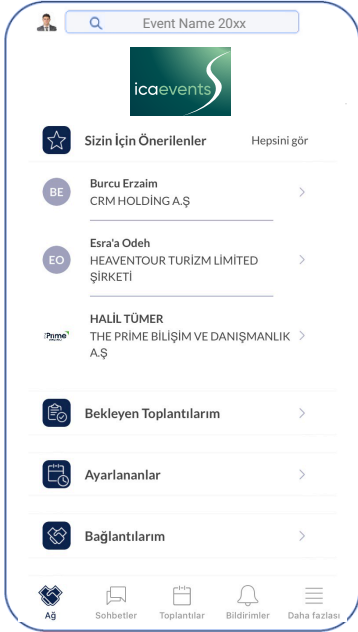 Event Name 20xx
icaevents
Sizin İçin Önerilenler
Hepsini gör
BE
Burcu Erzaim
CRM HOLDİNG A.Ş
EO
Esra'a Odeh
HEAVENTOUR TURİZM LİMİTED
ŞİRKETİ
Prime
HALİL TÜMER
THE PRİME BİLİŞİM VE DANIŞMANLIK
A.Ş
Bekleyen Toplantılarım
Ayarlananlar
Bağlantılarım
Ağ
Sohbetler
Toplantılar
Bildirimler
Daha fazlası